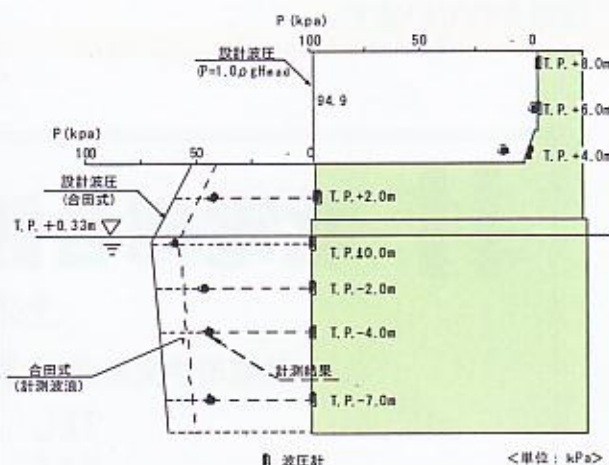 P (kpa)
100 50 0
設計波圧
(P=1.0ρgHead)
94.9
T.P.+8.0m
T.P.+6.0m
T.P.+4.0m
P (kpa)
100 50 0
設計波圧
(合田式)
T.P.+2.0m
T.P.+0.33m
T.P.±0.0m
T.P.-2.0m
T.P.-4.0m
合田式
(計測波浪)
計測結果
T.P.-7.0m
波圧計
<単位: kPa>